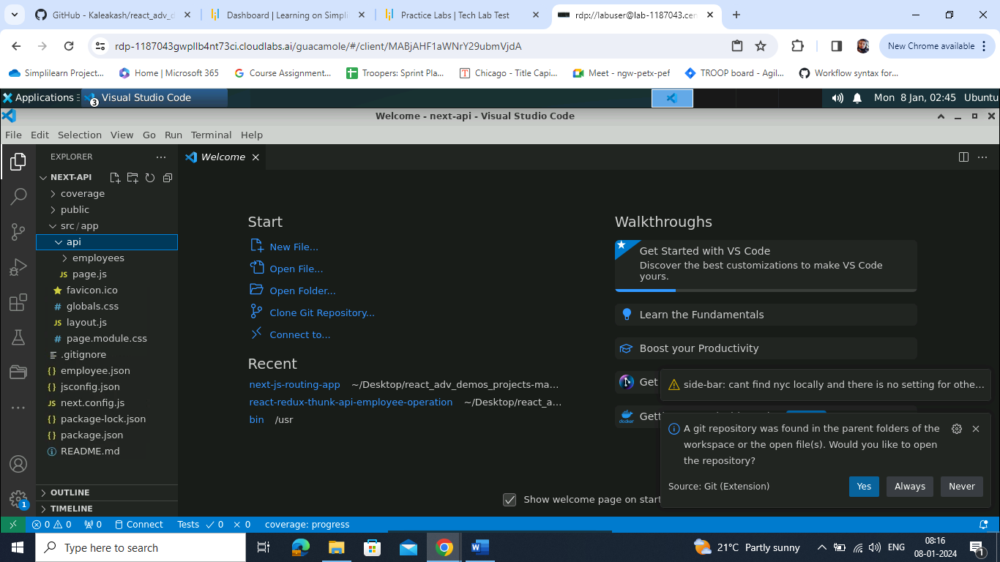 GitHub - Kaleakash/react_adv_d
Dashboard | Learning on Simpli
Practice Labs | Tech Lab Test
rdp://labuser@lab-1187043.cen
rdp-1187043gwpllb4nt73ci.cloudlabs.ai/guacamole/#/client/MABjAHF1aWNrY29ubmVjdA
New Chrome available
Simplilearn Project...
Home | Microsoft 365
Course Assignment...
Troopers: Sprint Pla...
Chicago - Title Capi...
Meet - ngw-petx-pef
TROOP board - Agil...
Workflow syntax for...
Applications
3
Visual Studio Code
Mon 8 Jan, 02:45 Ubuntu
Welcome - next-api - Visual Studio Code
File Edit Selection View Go Run Terminal Help
EXPLORER
Welcome
NEXT-API
coverage
public
src / app
api
employees
JS page.js
favicon.ico
# globals.css
JS layout.js
# page.module.css
.gitignore
{ } employee.json
{ } jsconfig.json
JS next.config.js
{ } package-lock.json
{ } package.json
README.md
OUTLINE
TIMELINE
1
Start
New File...
Open File...
Open Folder...
Clone Git Repository...
Connect to...
Recent
next-js-routing-app ~/Desktop/react_adv_demos_projects-ma...
react-redux-thunk-api-employee-operation ~/Desktop/react_a...
bin /usr
Walkthroughs
Get Started with VS Code
Discover the best customizations to make VS Code
yours.
Learn the Fundamentals
Boost your Productivity
Get
side-bar: cant find nyc locally and there is no setting for othe...
A git repository was found in the parent folders of the
workspace or the open file(s). Would you like to open
the repository?
Source: Git (Extension)
Yes
Always
Never
Show welcome page on start
0 0 0 Connect Tests 0 0 coverage: progress
Type here to search
21°C Partly sunny
ENG
08:16
08-01-2024
1